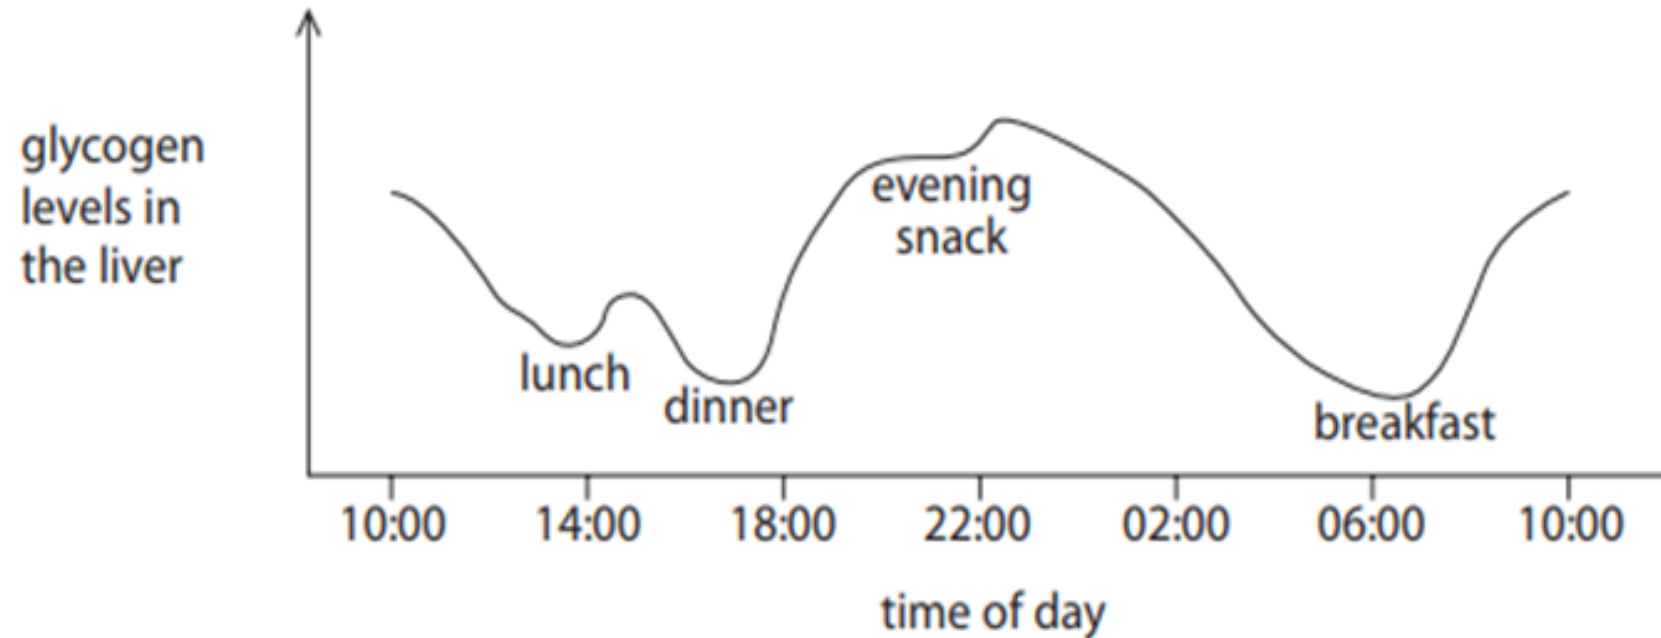 glycogen
levels in
the liver
evening
snack
lunch
dinner
breakfast
10:00 14:00 18:00 22:00 02:00 06:00 10:00
time of day